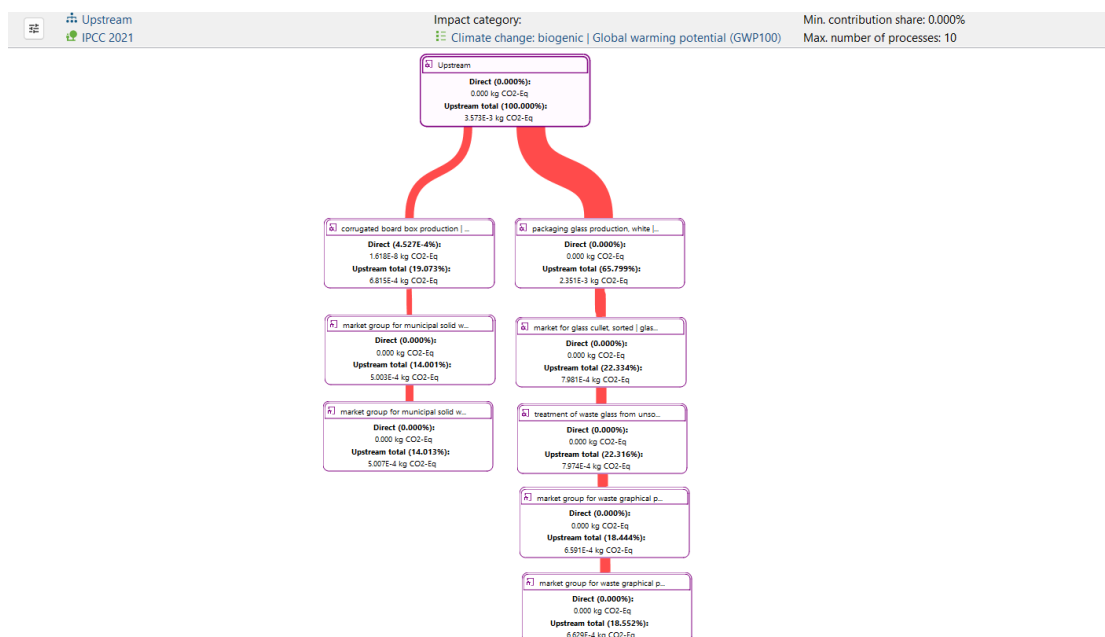 Upstream
IPCC 2021
Impact category:
Climate change: biogenic | Global warming potential (GWP100)
Min. contribution share: 0.000%
Max. number of processes: 10
Upstream
Direct (0.000%):
0.000 kg CO2-Eq
Upstream total (100.000%):
3.573E-3 kg CO2-Eq
corrugated board box production | ...
Direct (4.527E-4%):
1.618E-8 kg CO2-Eq
Upstream total (19.073%):
6.815E-4 kg CO2-Eq
packaging glass production, white |...
Direct (0.000%):
0.000 kg CO2-Eq
Upstream total (65.799%):
2.351E-3 kg CO2-Eq
market group for municipal solid w...
Direct (0.000%):
0.000 kg CO2-Eq
Upstream total (14.001%):
5.003E-4 kg CO2-Eq
market for glass cullet, sorted | glas...
Direct (0.000%):
0.000 kg CO2-Eq
Upstream total (22.334%):
7.981E-4 kg CO2-Eq
market group for municipal solid w...
Direct (0.000%):
0.000 kg CO2-Eq
Upstream total (14.013%):
5.007E-4 kg CO2-Eq
treatment of waste glass from unso...
Direct (0.000%):
0.000 kg CO2-Eq
Upstream total (22.316%):
7.974E-4 kg CO2-Eq
market group for waste graphical p...
Direct (0.000%):
0.000 kg CO2-Eq
Upstream total (18.444%):
6.591E-4 kg CO2-Eq
market group for waste graphical p...
Direct (0.000%):
0.000 kg CO2-Eq
Upstream total (18.552%):
6.629E-4 kg CO2-Eq